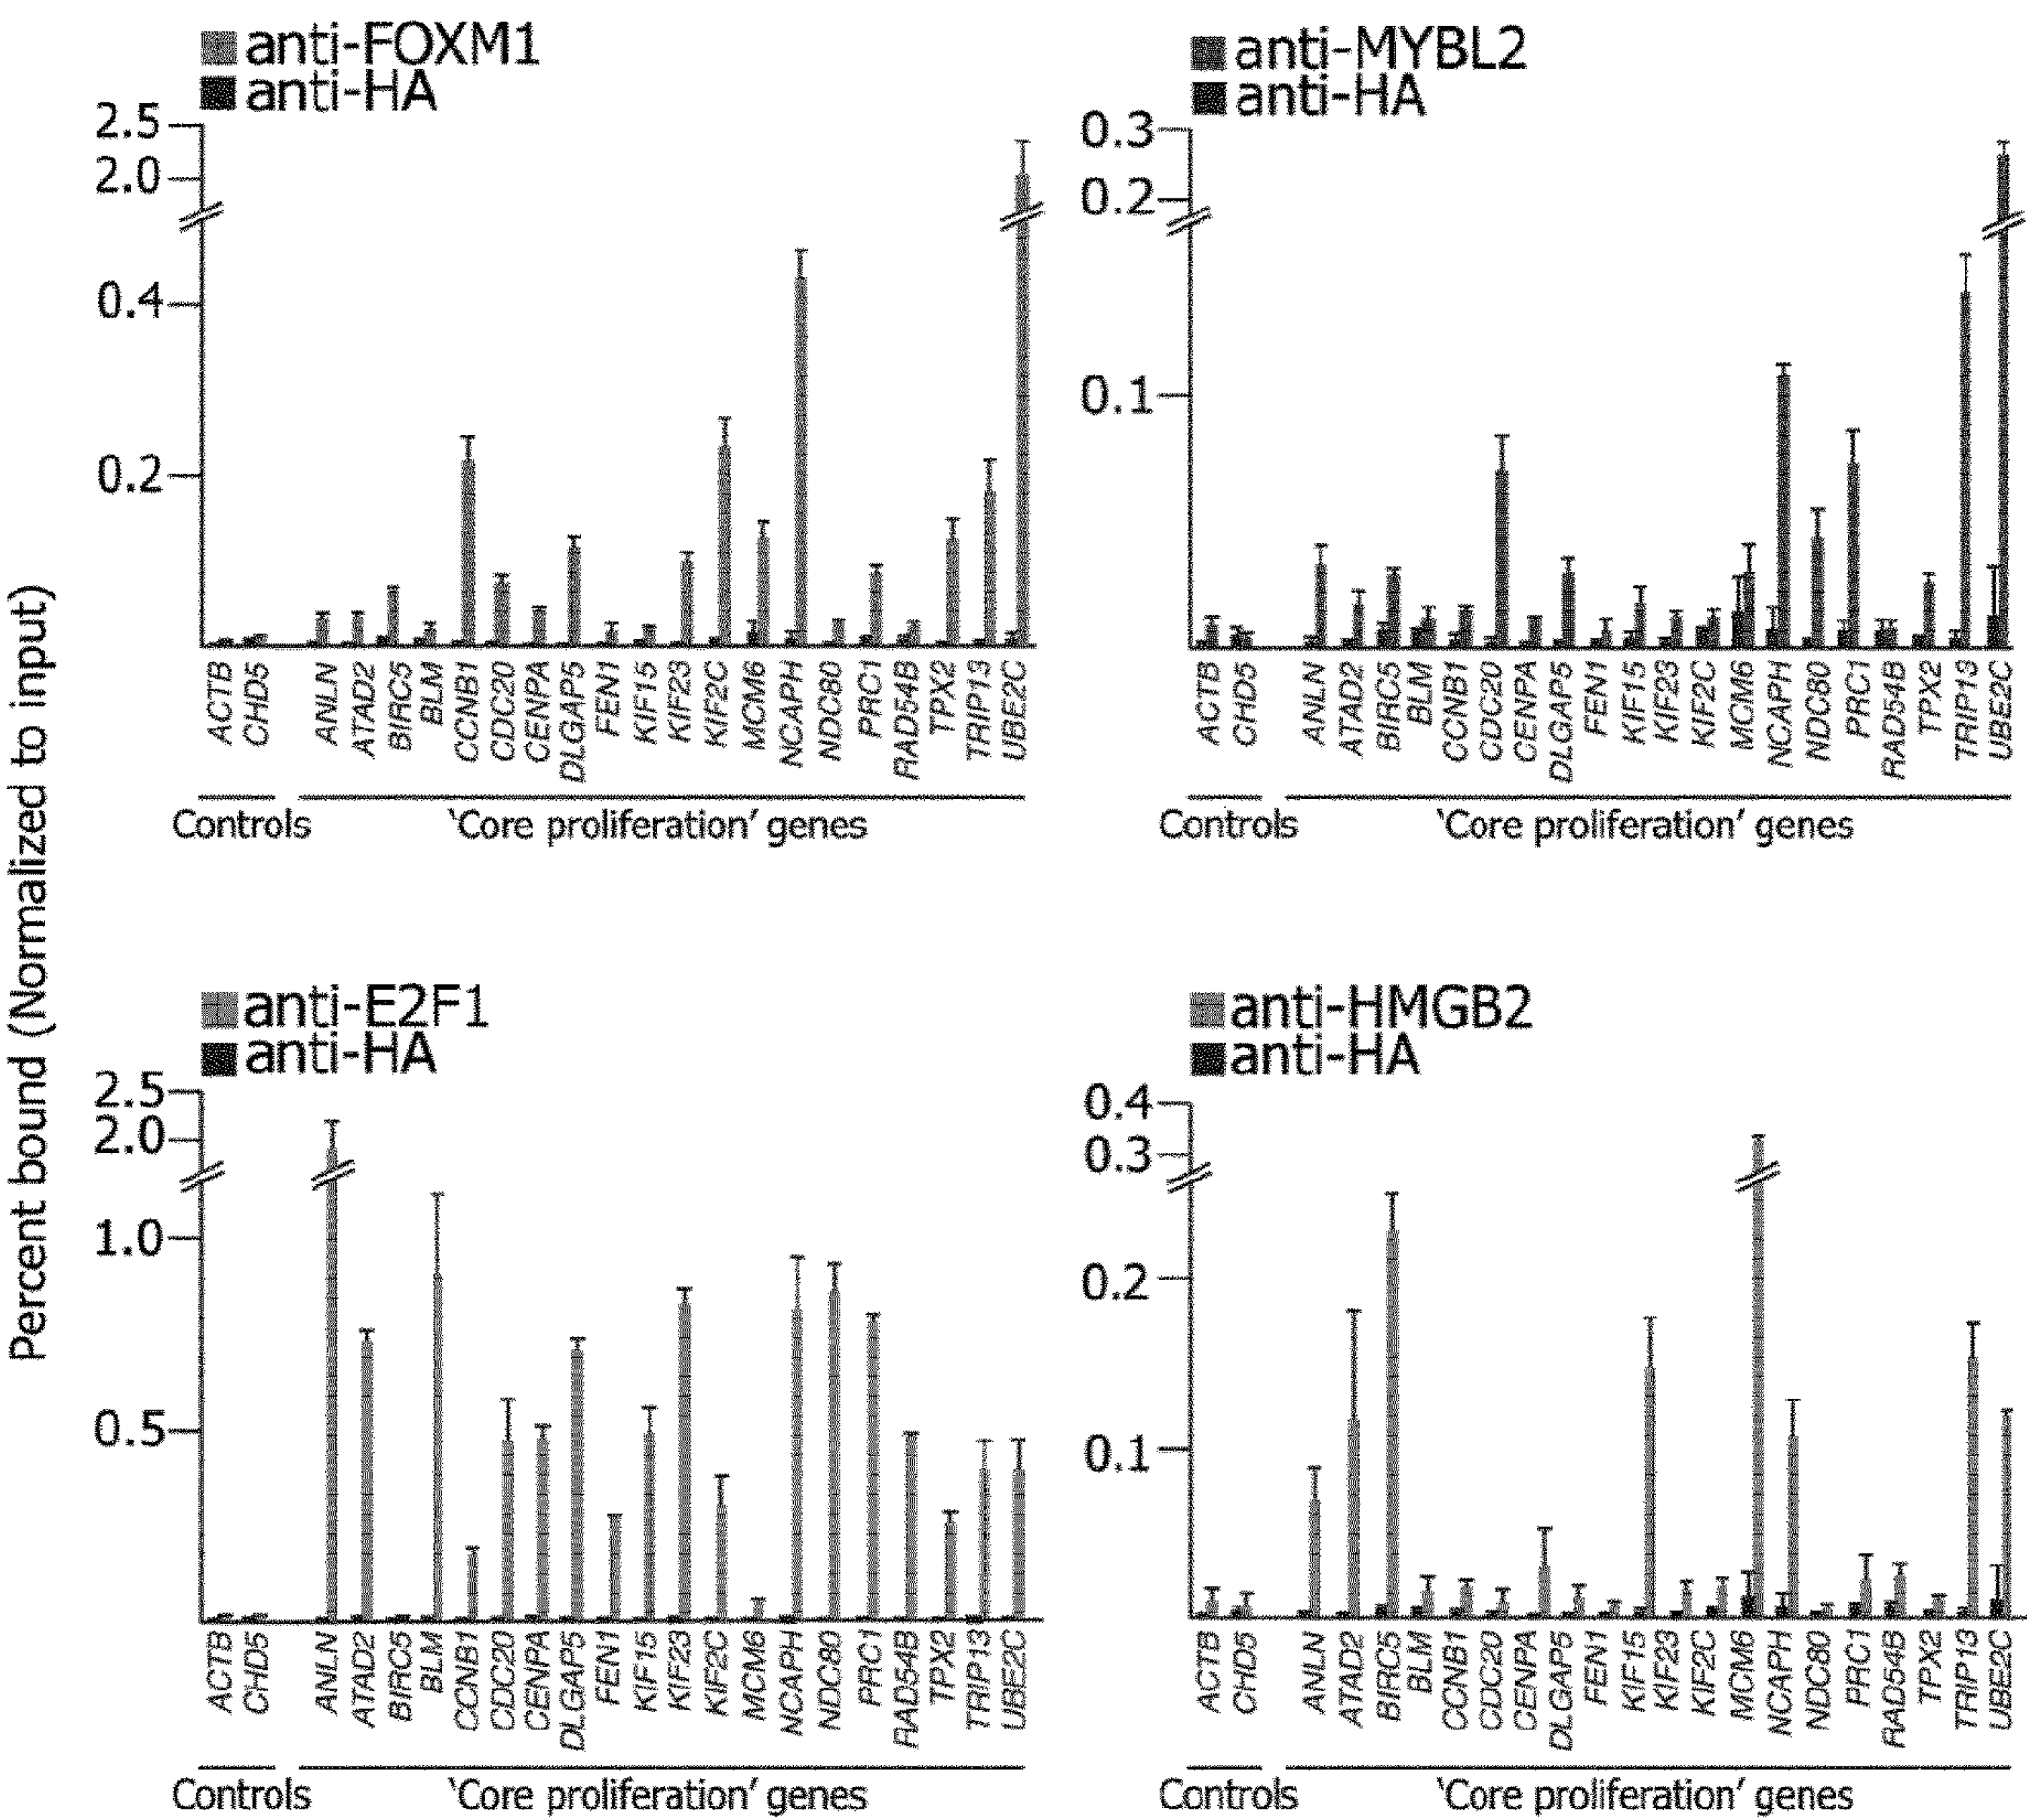 anti-FOXM1
anti-HA
2.5
2.0
0.4
0.2
ACTB
CHD5
ANLN
ATAD2
BIRC5
BLM
CCNB1
CDC20
CENPA
DLGAP5
FEN1
KIF15
KIF23
KIF2C
MCM6
NCAPH
NDC80
PRC1
RAD54B
TPX2
TRIP13
UBE2C
Controls
'Core proliferation' genes
anti-MYBL2
anti-HA
0.3
0.2
0.1
ACTB
CHD5
ANLN
ATAD2
BIRC5
BLM
CCNB1
CDC20
CENPA
DLGAP5
FEN1
KIF15
KIF23
KIF2C
MCM6
NCAPH
NDC80
PRC1
RAD54B
TPX2
TRIP13
UBE2C
Controls
'Core proliferation' genes
Percent bound (Normalized to input)
anti-E2F1
anti-HA
2.5
2.0
1.0
0.5
ACTB
CHD5
ANLN
ATAD2
BIRC5
BLM
CCNB1
CDC20
CENPA
DLGAP5
FEN1
KIF15
KIF23
KIF2C
MCM6
NCAPH
NDC80
PRC1
RAD54B
TPX2
TRIP13
UBE2C
Controls
'Core proliferation' genes
anti-HMGB2
anti-HA
0.4
0.3
0.2
0.1
ACTB
CHD5
ANLN
ATAD2
BIRC5
BLM
CCNB1
CDC20
CENPA
DLGAP5
FEN1
KIF15
KIF23
KIF2C
MCM6
NCAPH
NDC80
PRC1
RAD54B
TPX2
TRIP13
UBE2C
Controls
'Core proliferation' genes